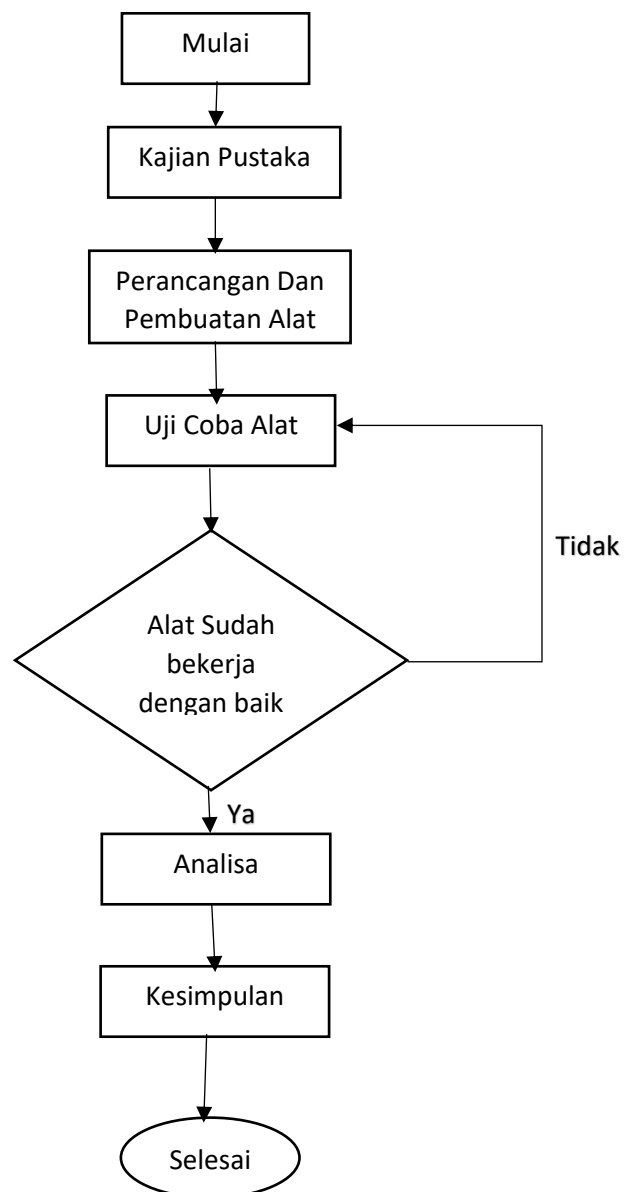 Mulai
Kajian Pustaka
Perancangan Dan
Pembuatan Alat
Uji Coba Alat
Tidak
Alat Sudah
bekerja
dengan baik
Ya
Analisa
Kesimpulan
Selesai